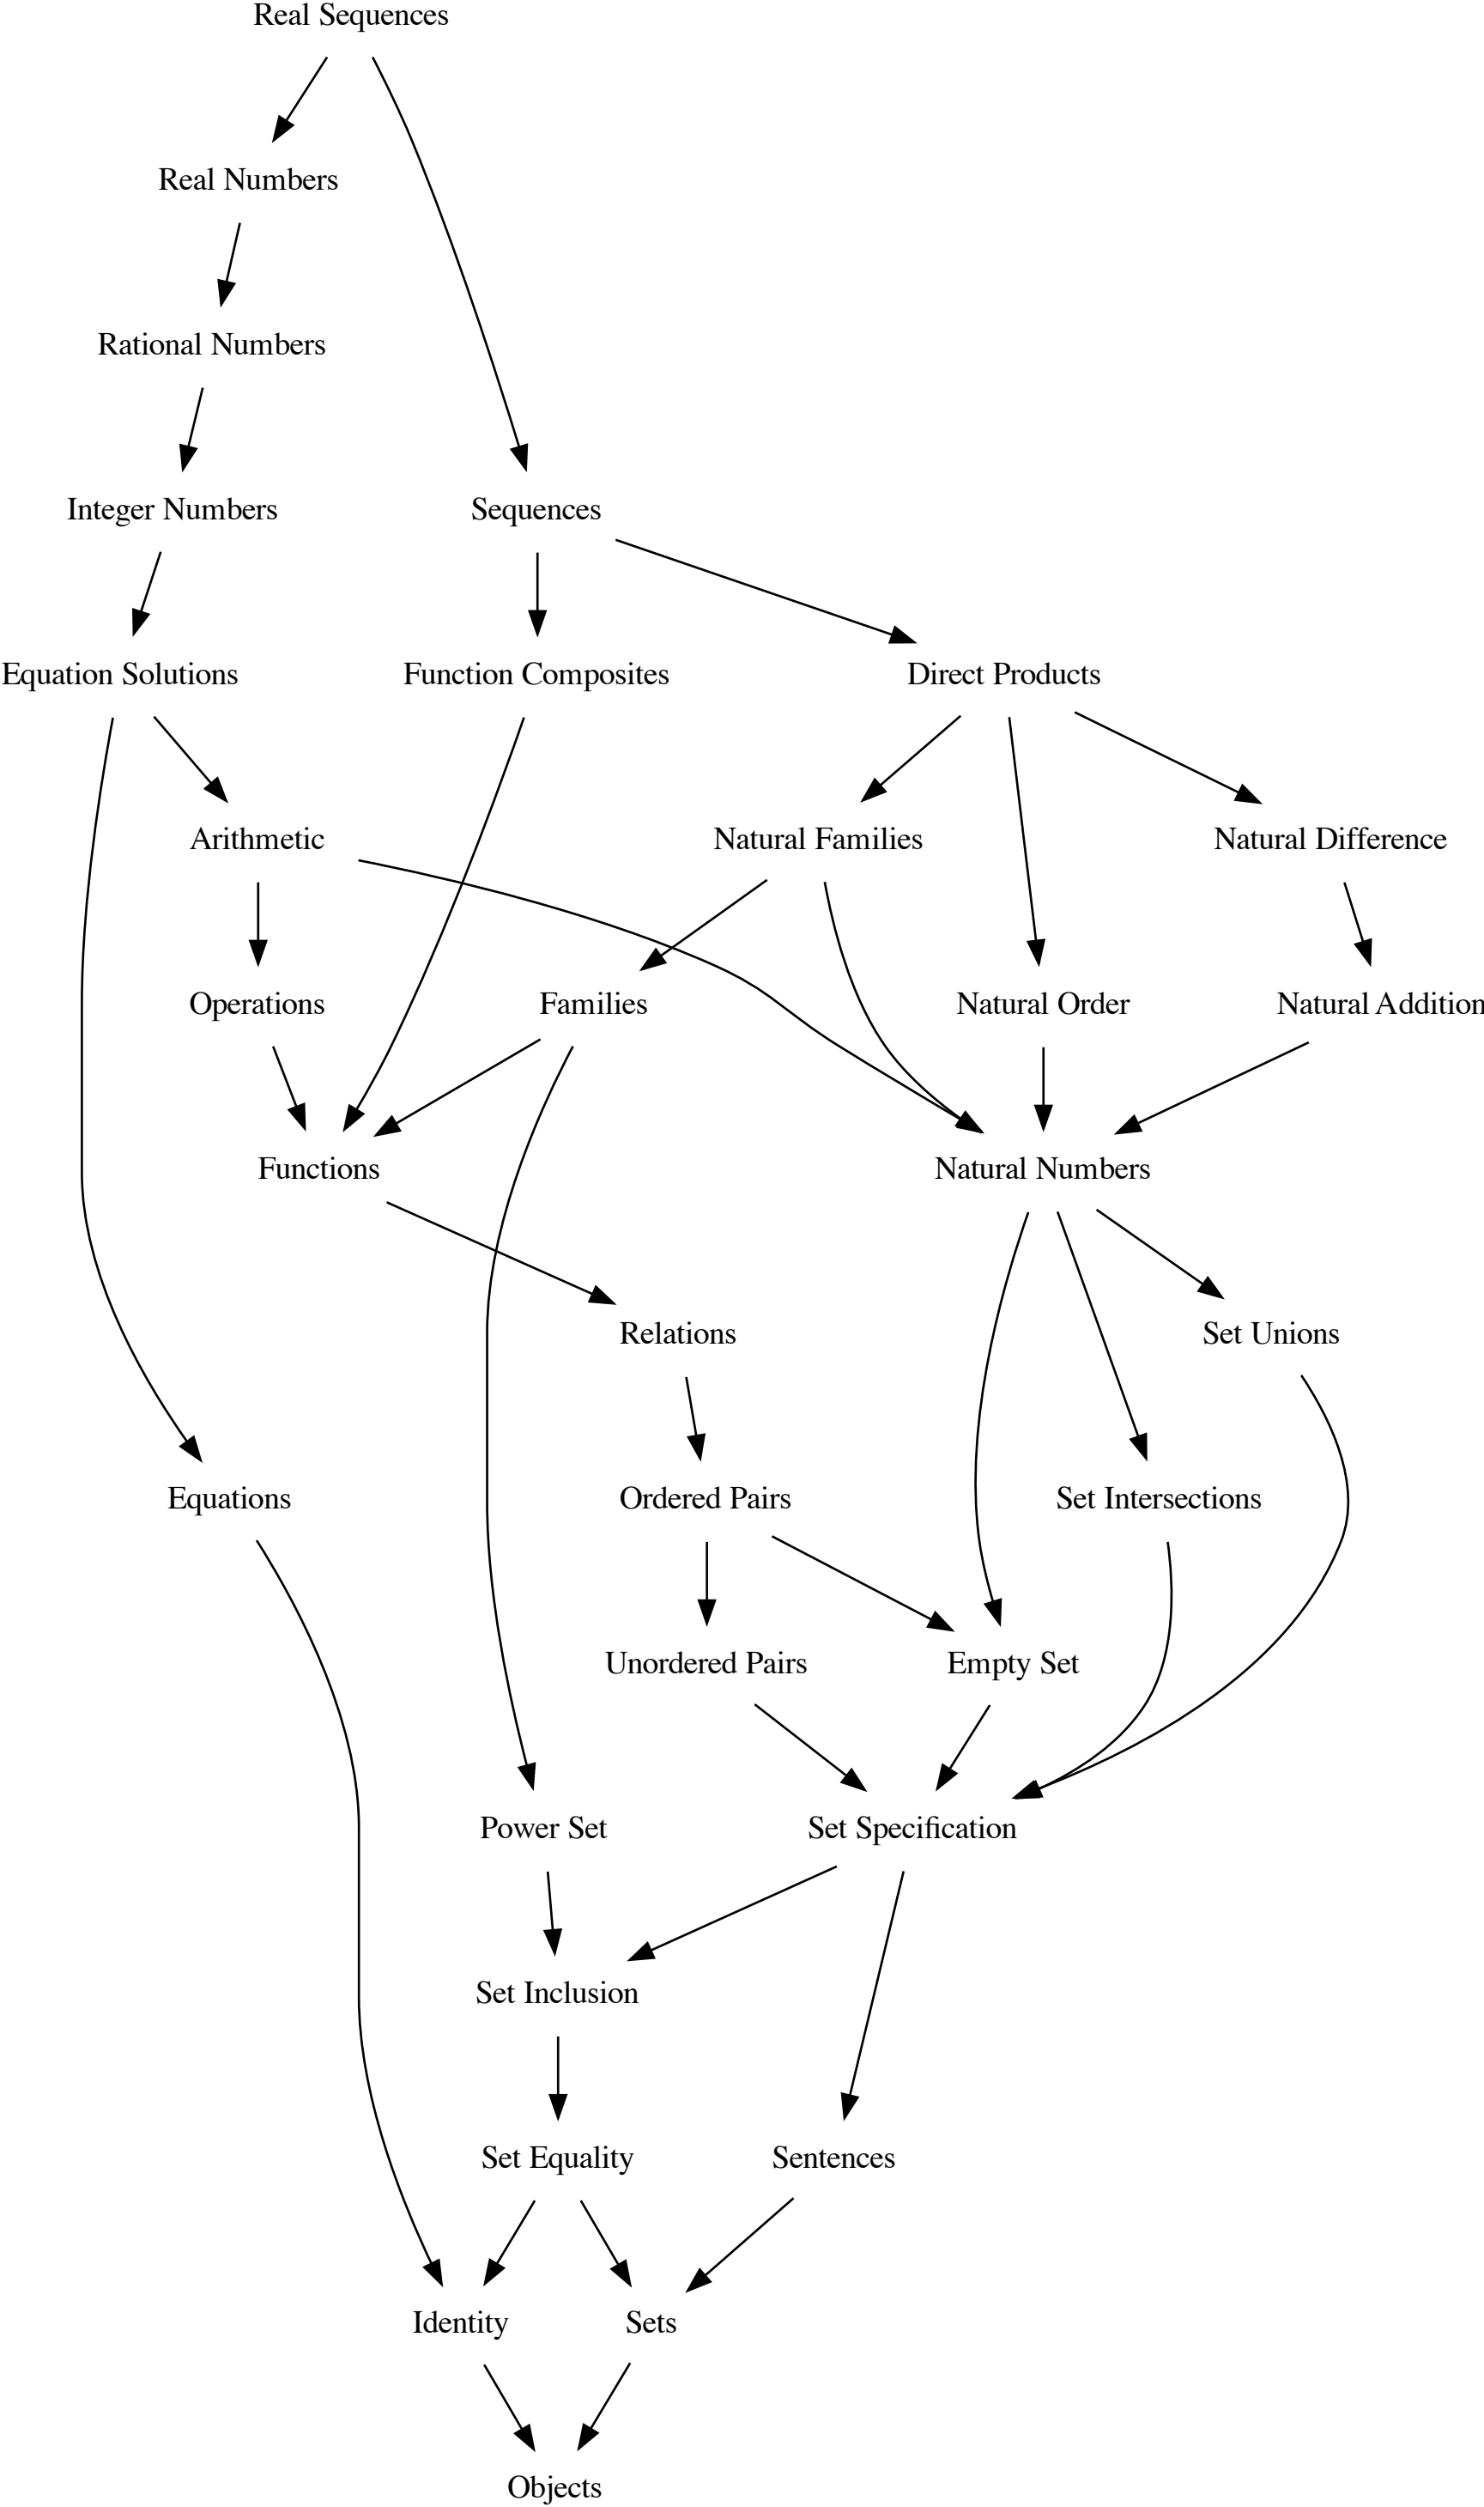 Real Sequences
Real Numbers
Rational Numbers
Integer Numbers
Sequences
Equation Solutions
Function Composites
Direct Products
Arithmetic
Natural Families
Natural Difference
Operations
Families
Natural Order
Natural Addition
Functions
Natural Numbers
Relations
Set Unions
Equations
Ordered Pairs
Set Intersections
Unordered Pairs
Empty Set
Power Set
Set Specification
Set Inclusion
Set Equality
Sentences
Identity
Sets
Objects